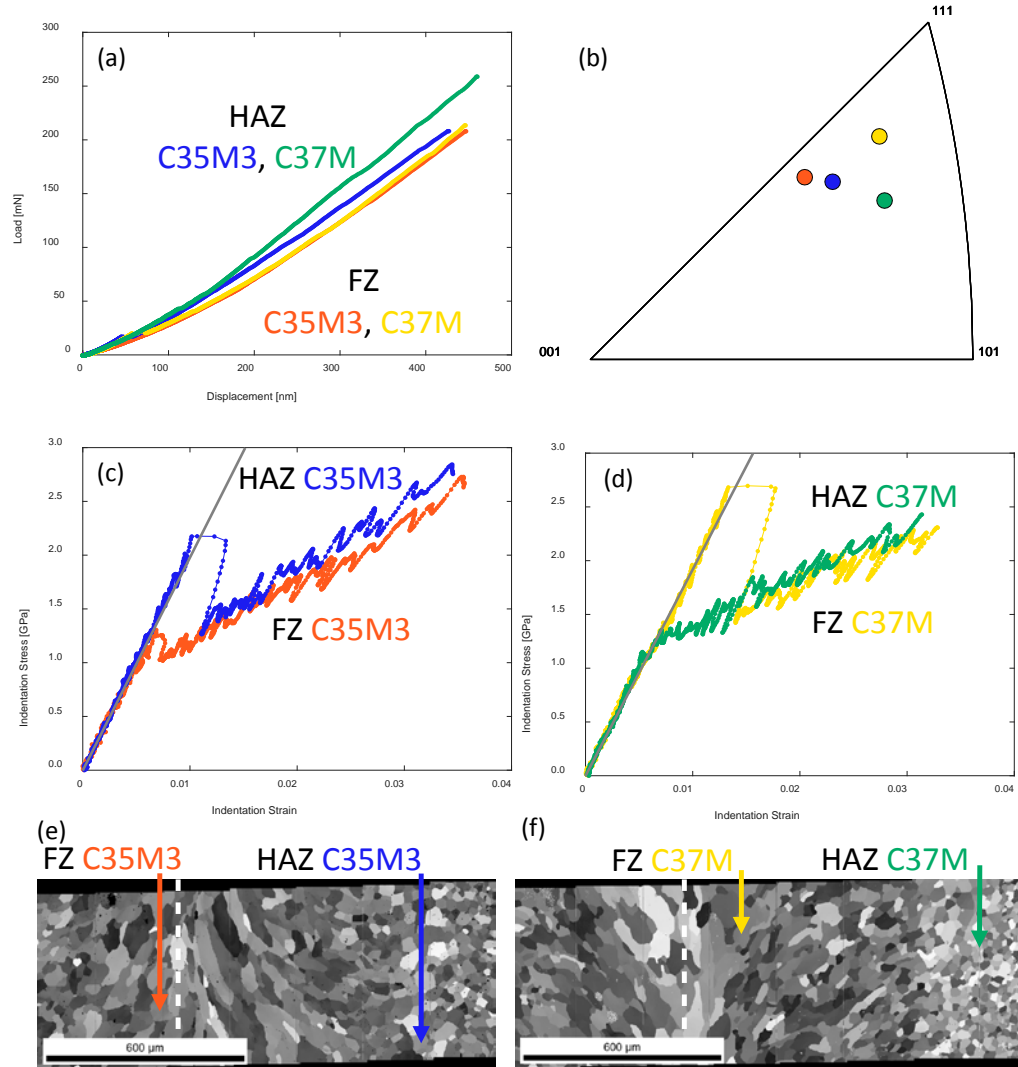 (a)
300
250
200
150
100
50
0
Load [mN]
HAZ
C35M3, C37M
FZ
C35M3, C37M
0 100 200 300 400 500
Displacement [nm]
(b)
111
001
101
(c)
3.0
2.5
2.0
1.5
1.0
0.5
0.0
Indentation Stress [GPa]
HAZ C35M3
FZ C35M3
0 0.01 0.02 0.03 0.04
Indentation Strain
(d)
3.0
2.5
2.0
1.5
1.0
0.5
0.0
Indentation Stress [GPa]
HAZ C37M
FZ C37M
0 0.01 0.02 0.03 0.04
Indentation Strain
(e)
FZ C35M3 HAZ C35M3
600 µm
(f)
FZ C37M HAZ C37M
600 µm